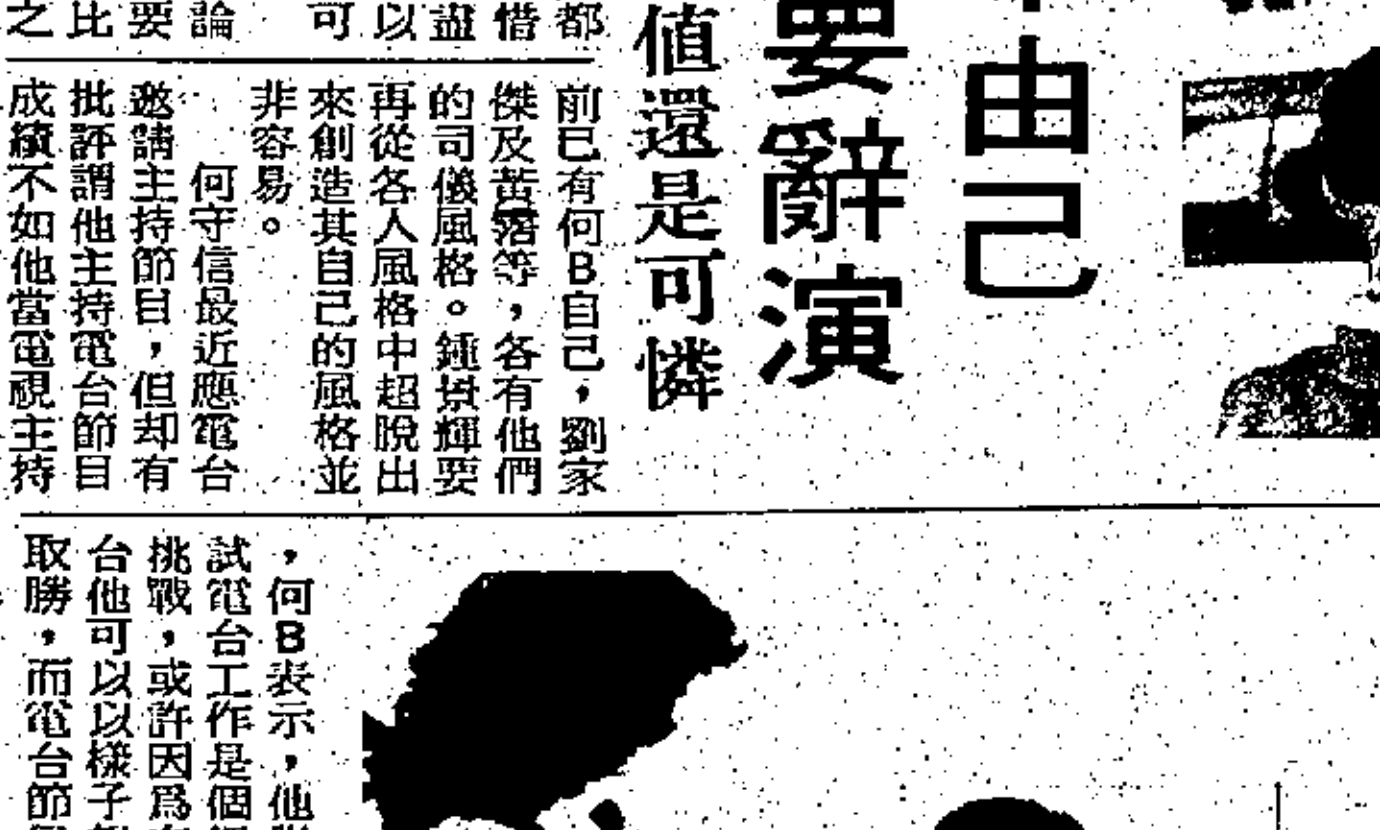 由己
要辭演
值還是可憐
都
惜
盡
以
可
論
要
比
之
前已有何B自己，劉家
傑及黃霑等，各有他們
的司儀風格。鍾景輝要
再從各人風格中超脫出
來創造其自己的風格並
非容易。
何守信最近應電台
邀請主持節目，但却有
批評謂他主持電台節目
成績不如他當電視主持
，何B表示，他
試電台工作是個
挑戰，或許因爲
台他可以以樣子
取勝，而電台節